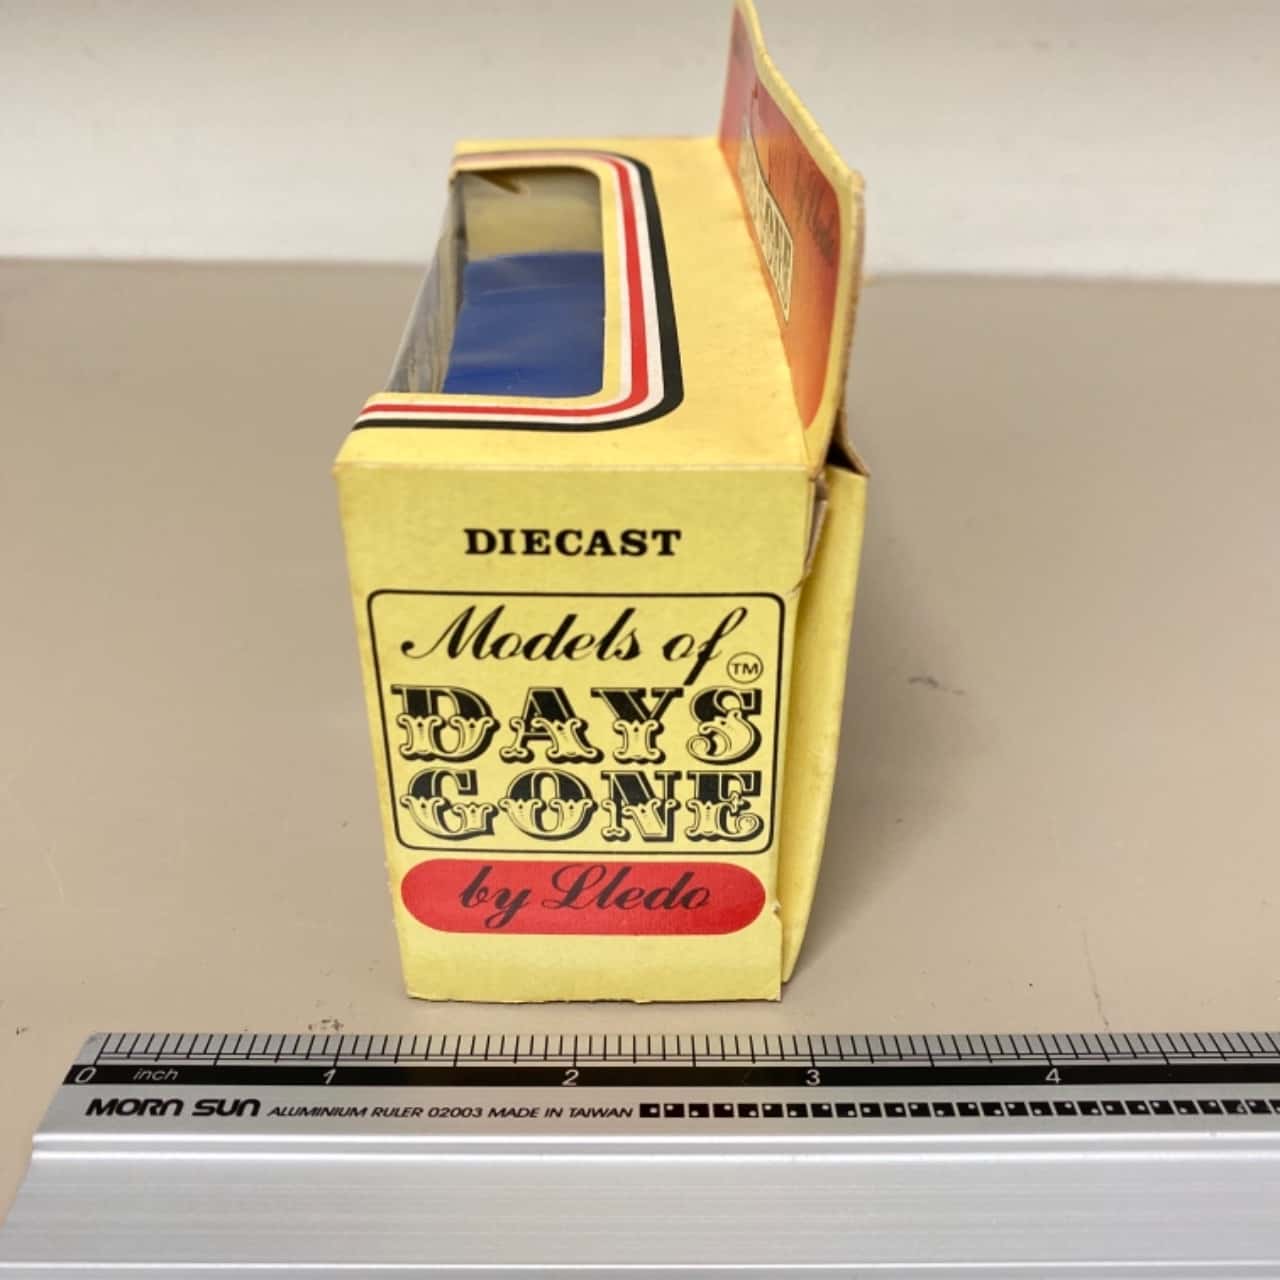 DIECAST
Models of
TM
DAYS
GONE
by Lledo
0 inch 1 2 3 4
MORN SUN ALUMINIUM RULER 02003 MADE IN TAIWAN